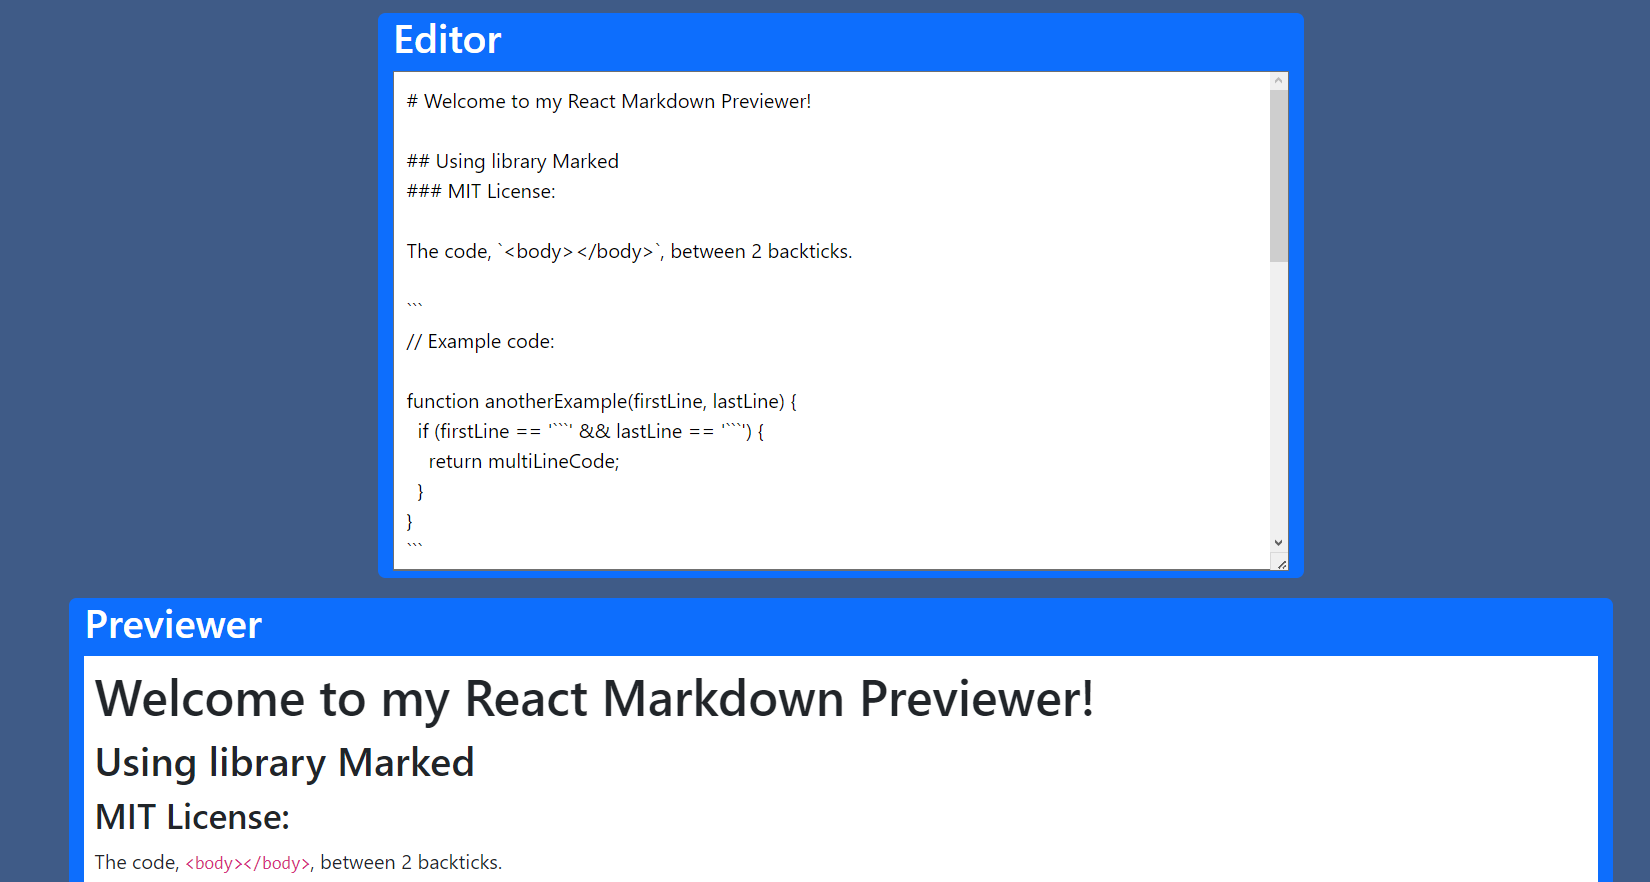 Editor
# Welcome to my React Markdown Previewer!
## Using library Marked
### MIT License:
The code, `<body></body>`, between 2 backticks.
```
// Example code:
function anotherExample(firstLine, lastLine) {
  if (firstLine == '```' && lastLine == '```') {
    return multiLineCode;
  }
}
```
Previewer
Welcome to my React Markdown Previewer!
Using library Marked
MIT License:
The code, <body></body>, between 2 backticks.